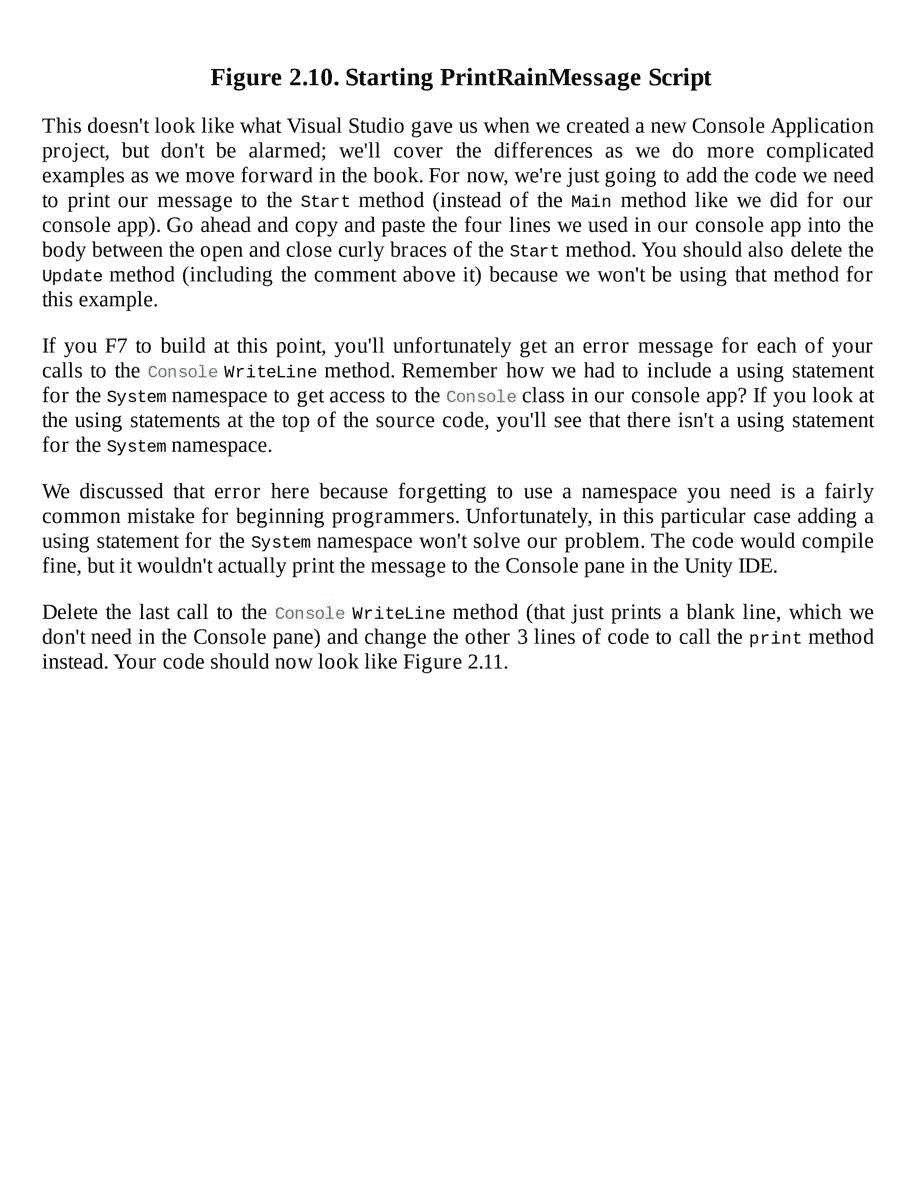 Figure 2.10. Starting PrintRainMessage Script
This doesn't look like what Visual Studio gave us when we created a new Console Application
project, but don't be alarmed; we'll cover the differences as we do more complicated
examples as we move forward in the book. For now, we're just going to add the code we need
to print our message to the Start method (instead of the Main method like we did for our
console app). Go ahead and copy and paste the four lines we used in our console app into the
body between the open and close curly braces of the Start method. You should also delete the
Update method (including the comment above it) because we won't be using that method for
this example.
If you F7 to build at this point, you'll unfortunately get an error message for each of your
calls to the Console WriteLine method. Remember how we had to include a using statement
for the System namespace to get access to the Console class in our console app? If you look at
the using statements at the top of the source code, you'll see that there isn't a using statement
for the System namespace.
We discussed that error here because forgetting to use a namespace you need is a fairly
common mistake for beginning programmers. Unfortunately, in this particular case adding a
using statement for the System namespace won't solve our problem. The code would compile
fine, but it wouldn't actually print the message to the Console pane in the Unity IDE.
Delete the last call to the Console WriteLine method (that just prints a blank line, which we
don't need in the Console pane) and change the other 3 lines of code to call the print method
instead. Your code should now look like Figure 2.11.